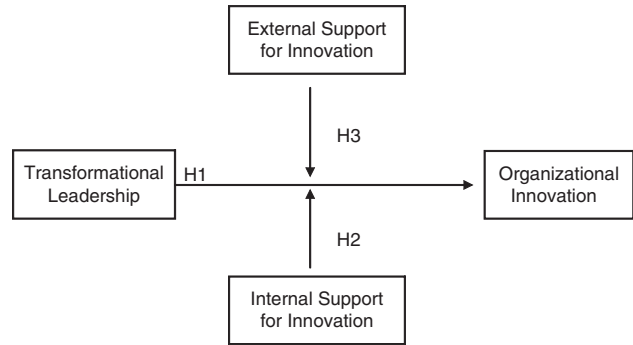 External Support
for Innovation
H3
Transformational
Leadership
H1
Organizational
Innovation
H2
Internal Support
for Innovation